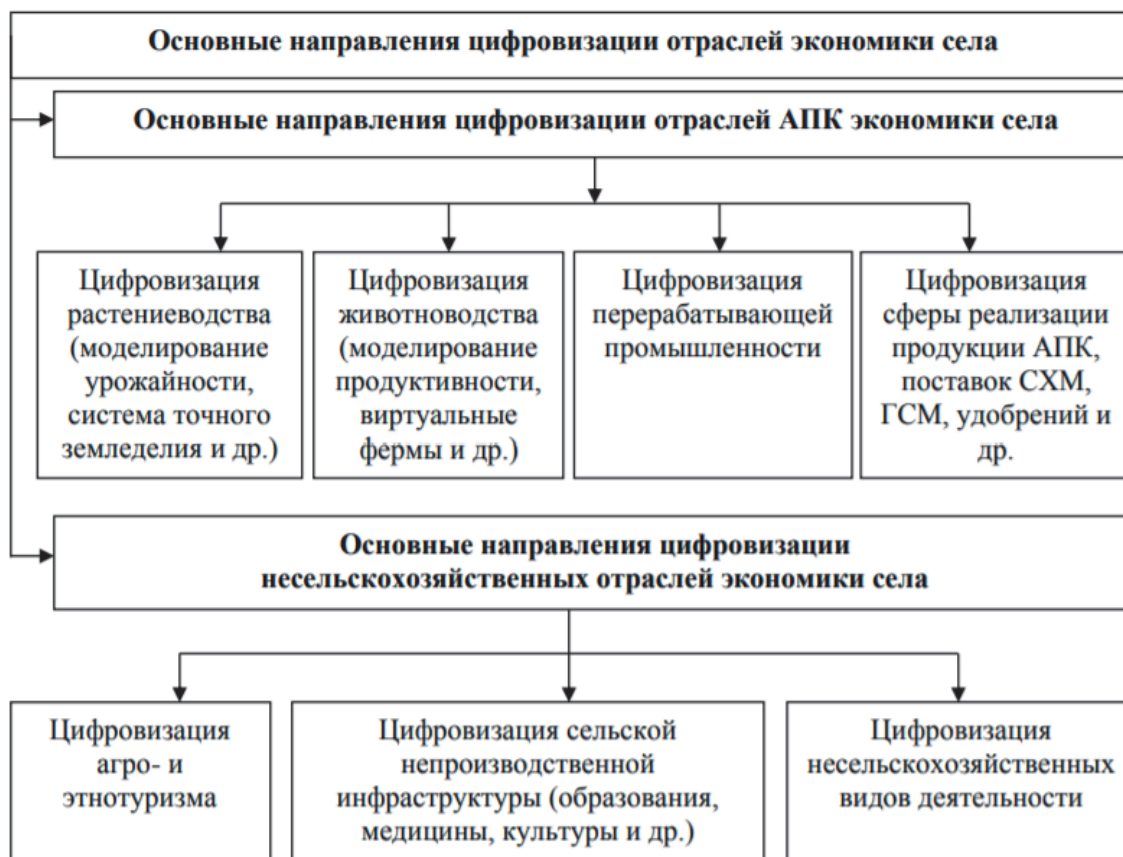 Основные направления цифровизации отраслей экономики села
Основные направления цифровизации отраслей АПК экономики села
Цифровизация
растениеводства
(моделирование
урожайности,
система точного
земледелия и др.)
Цифровизация
животноводства
(моделирование
продуктивности,
виртуальные
фермы и др.)
Цифровизация
перерабатывающей
промышленности
Цифровизация
сферы реализации
продукции АПК,
поставок СХМ,
ГСМ, удобрений и
др.
Основные направления цифровизации
несельскохозяйственных отраслей экономики села
Цифровизация
агро- и
этнотуризма
Цифровизация сельской
непроизводственной
инфраструктуры (образования,
медицины, культуры и др.)
Цифровизация
несельскохозяйственных
видов деятельности